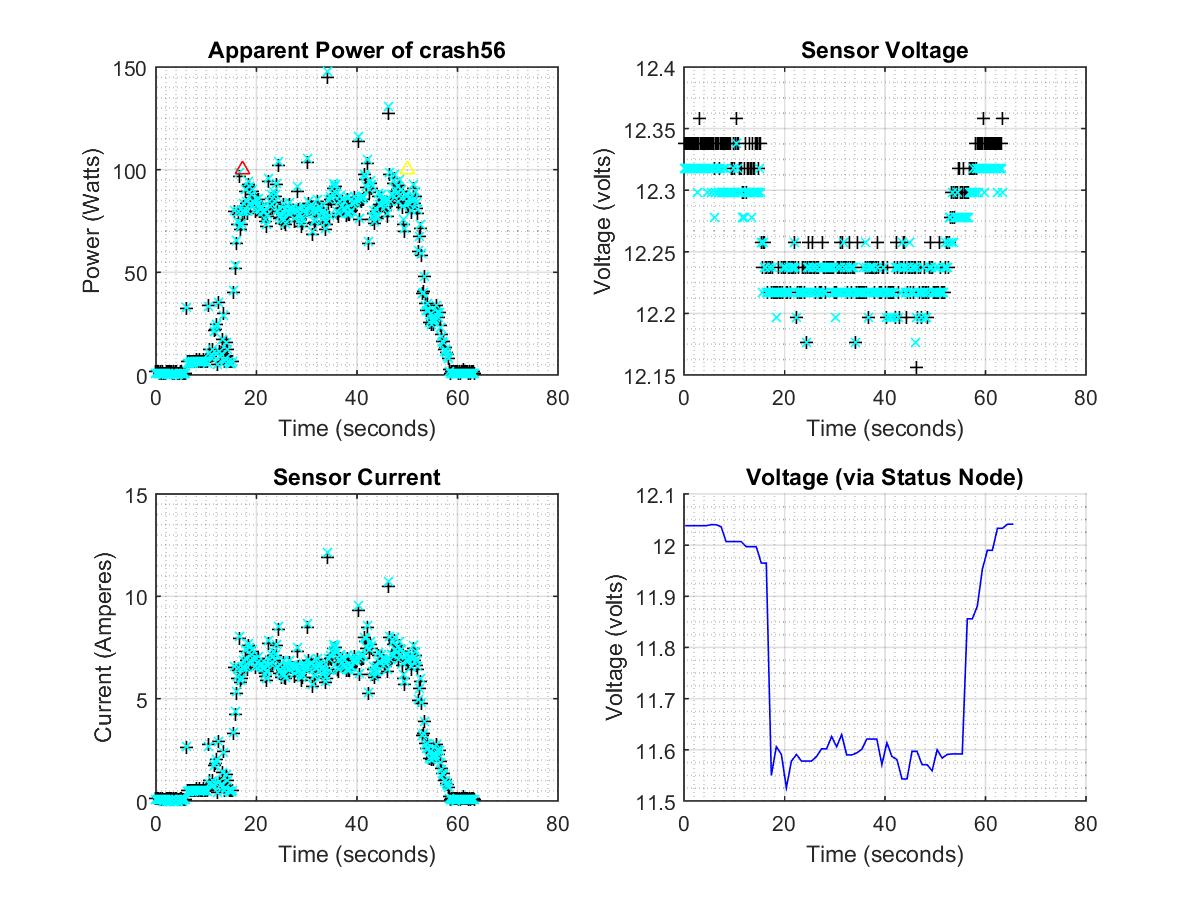 Apparent Power of crash56
150
100
50
0
0 20 40 60 80
Power (Watts)
Time (seconds)
Sensor Voltage
12.4
12.35
12.3
12.25
12.2
12.15
0 20 40 60 80
Voltage (volts)
Time (seconds)
Sensor Current
15
10
5
0
0 20 40 60 80
Current (Amperes)
Time (seconds)
Voltage (via Status Node)
12.1
12
11.9
11.8
11.7
11.6
11.5
0 20 40 60 80
Voltage (volts)
Time (seconds)